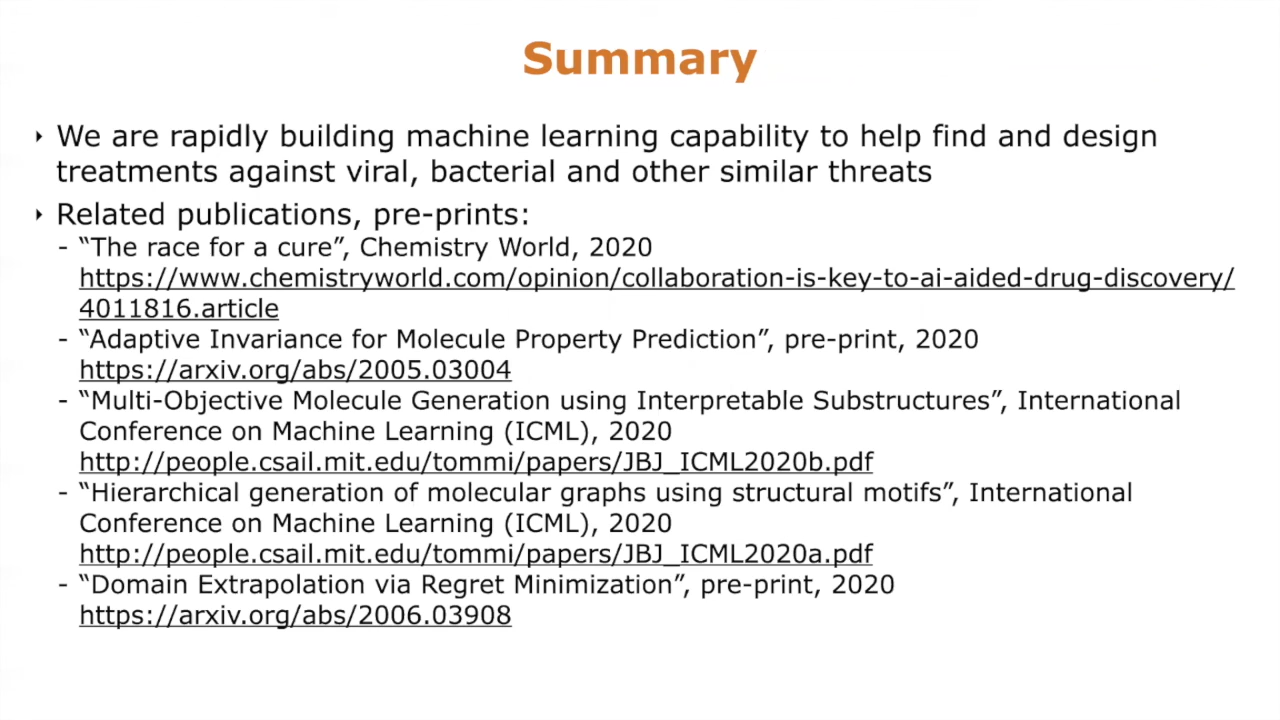 Summary
‣ We are rapidly building machine learning capability to help find and design
treatments against viral, bacterial and other similar threats
‣ Related publications, pre-prints:
- “The race for a cure”, Chemistry World, 2020
https://www.chemistryworld.com/opinion/collaboration-is-key-to-ai-aided-drug-discovery/
4011816.article
- “Adaptive Invariance for Molecule Property Prediction”, pre-print, 2020
https://arxiv.org/abs/2005.03004
- “Multi-Objective Molecule Generation using Interpretable Substructures”, International
Conference on Machine Learning (ICML), 2020
http://people.csail.mit.edu/tommi/papers/JBJ_ICML2020b.pdf
- “Hierarchical generation of molecular graphs using structural motifs”, International
Conference on Machine Learning (ICML), 2020
http://people.csail.mit.edu/tommi/papers/JBJ_ICML2020a.pdf
- “Domain Extrapolation via Regret Minimization”, pre-print, 2020
https://arxiv.org/abs/2006.03908